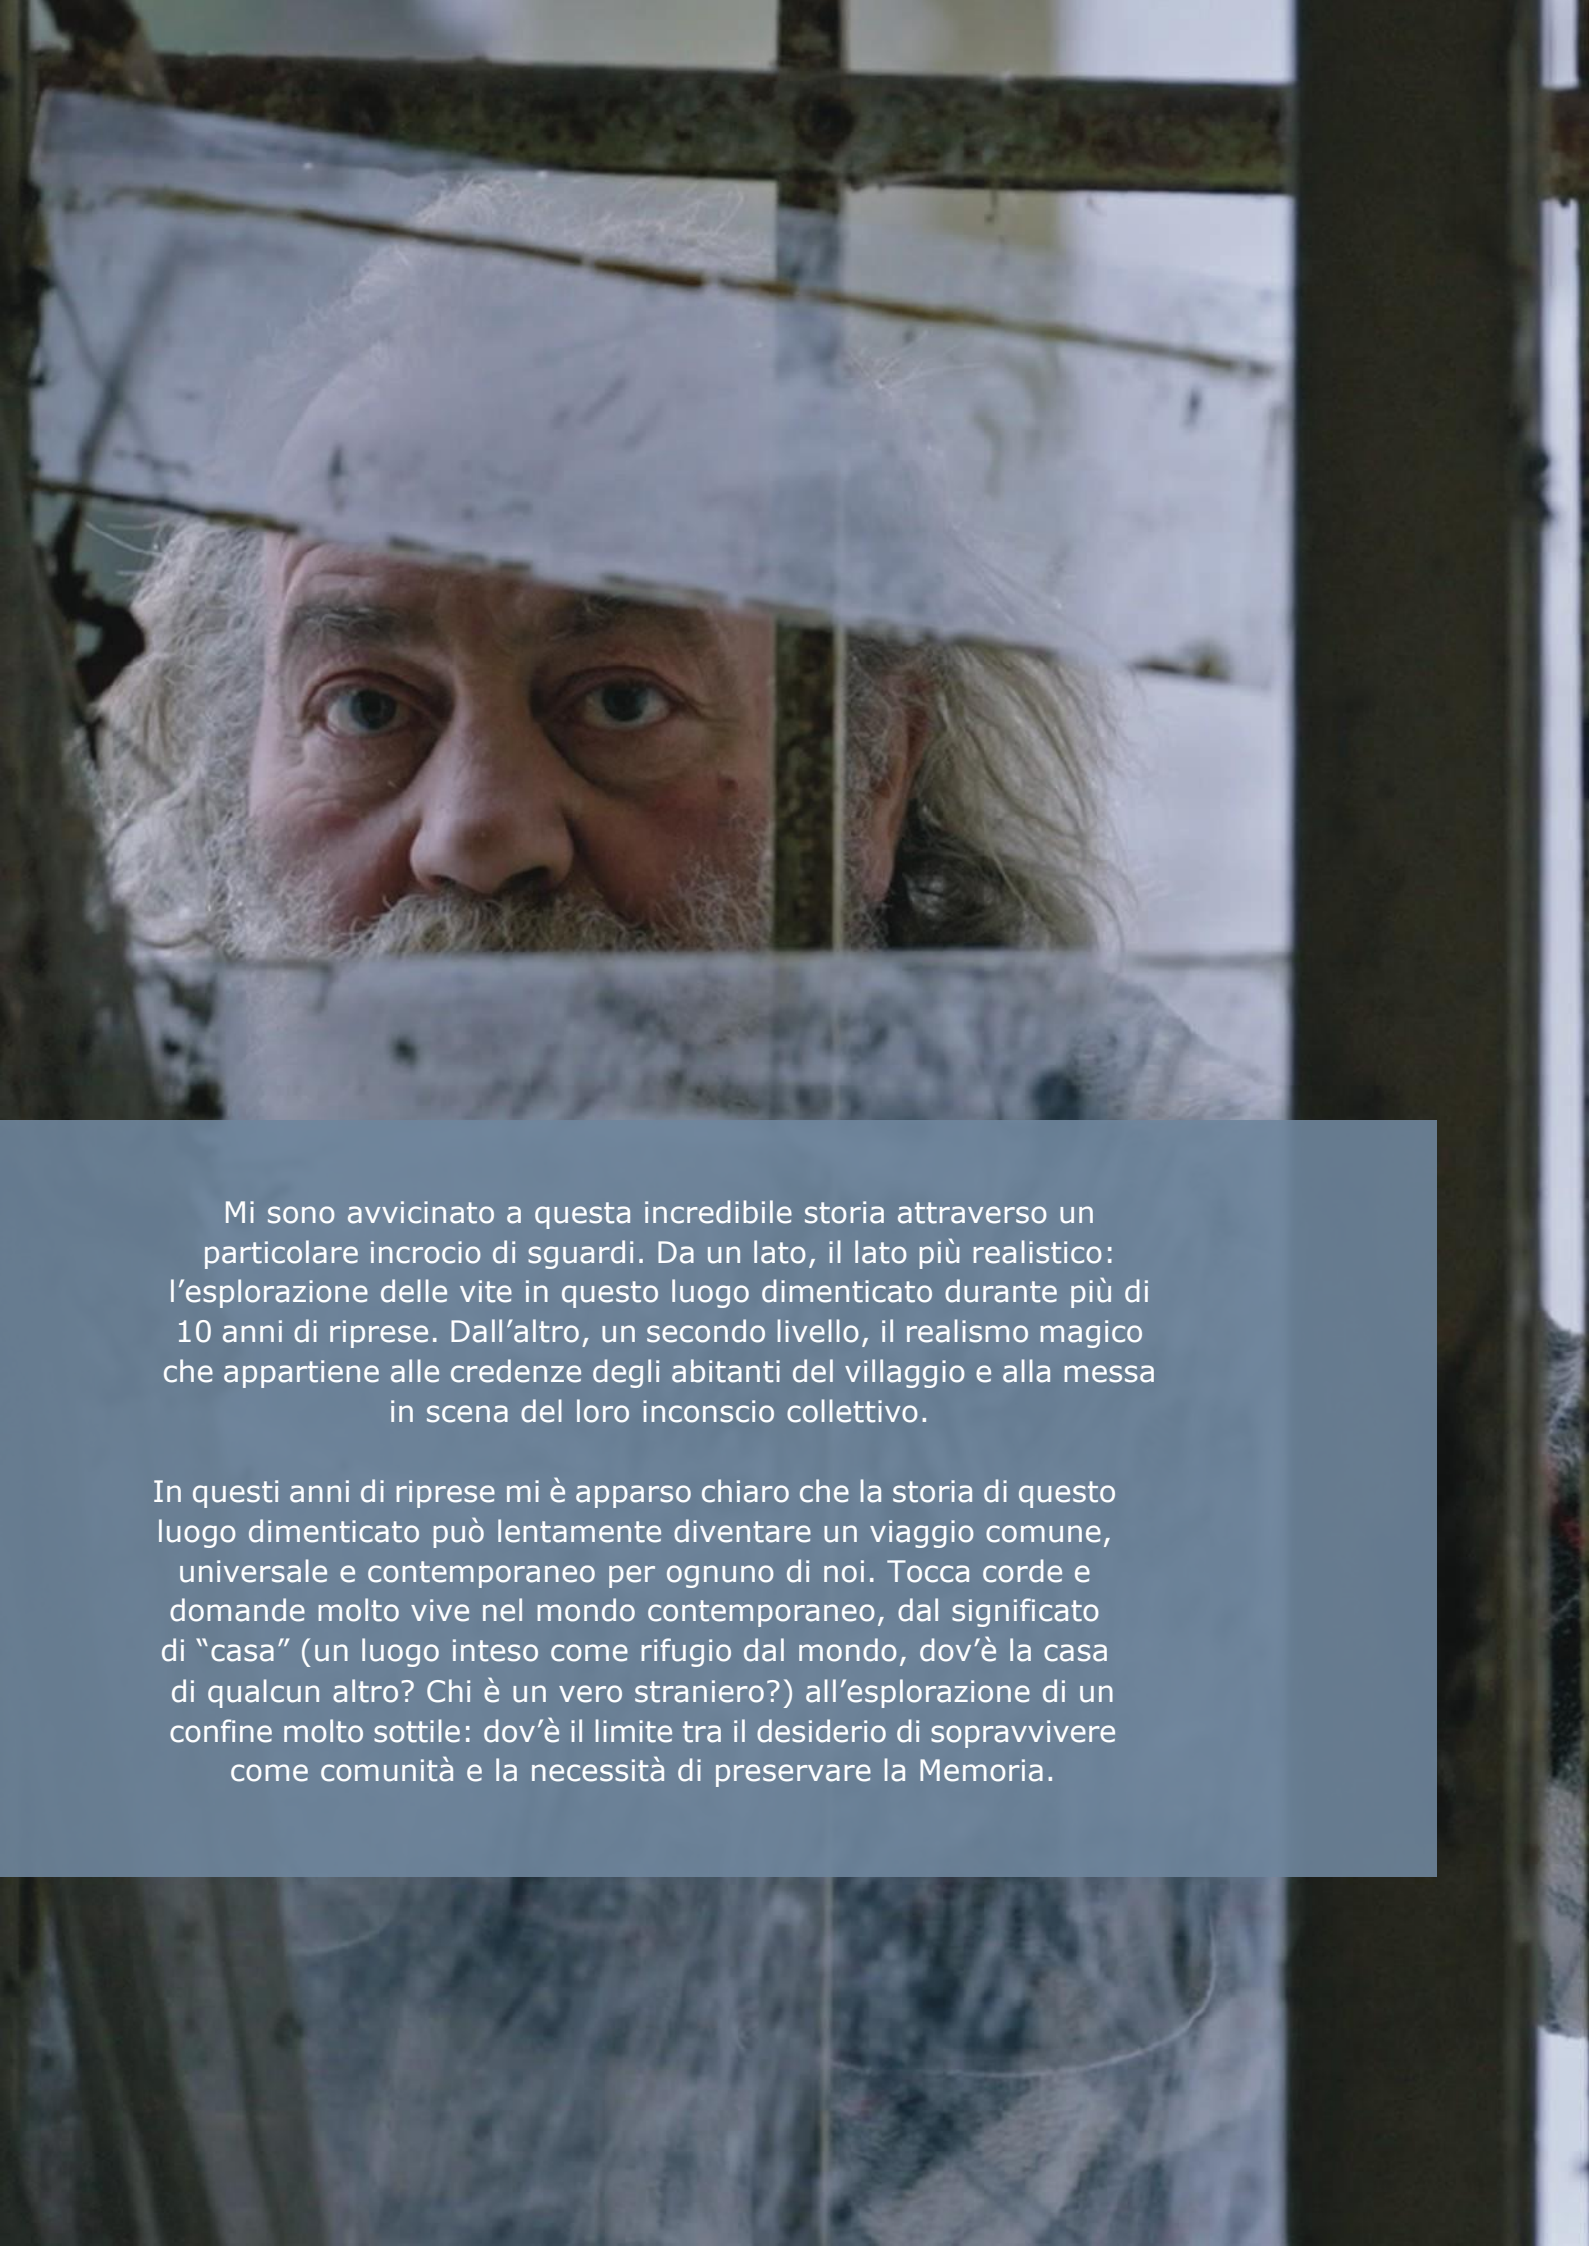 Mi sono avvicinato a questa incredibile storia attraverso un
particolare incrocio di sguardi. Da un lato, il lato più realistico:
l’esplorazione delle vite in questo luogo dimenticato durante più di
10 anni di riprese. Dall’altro, un secondo livello, il realismo magico
che appartiene alle credenze degli abitanti del villaggio e alla messa
in scena del loro inconscio collettivo.
In questi anni di riprese mi è apparso chiaro che la storia di questo
luogo dimenticato può lentamente diventare un viaggio comune,
universale e contemporaneo per ognuno di noi. Tocca corde e
domande molto vive nel mondo contemporaneo, dal significato
di “casa” (un luogo inteso come rifugio dal mondo, dov’è la casa
di qualcun altro? Chi è un vero straniero?) all’esplorazione di un
confine molto sottile: dov’è il limite tra il desiderio di sopravvivere
come comunità e la necessità di preservare la Memoria.